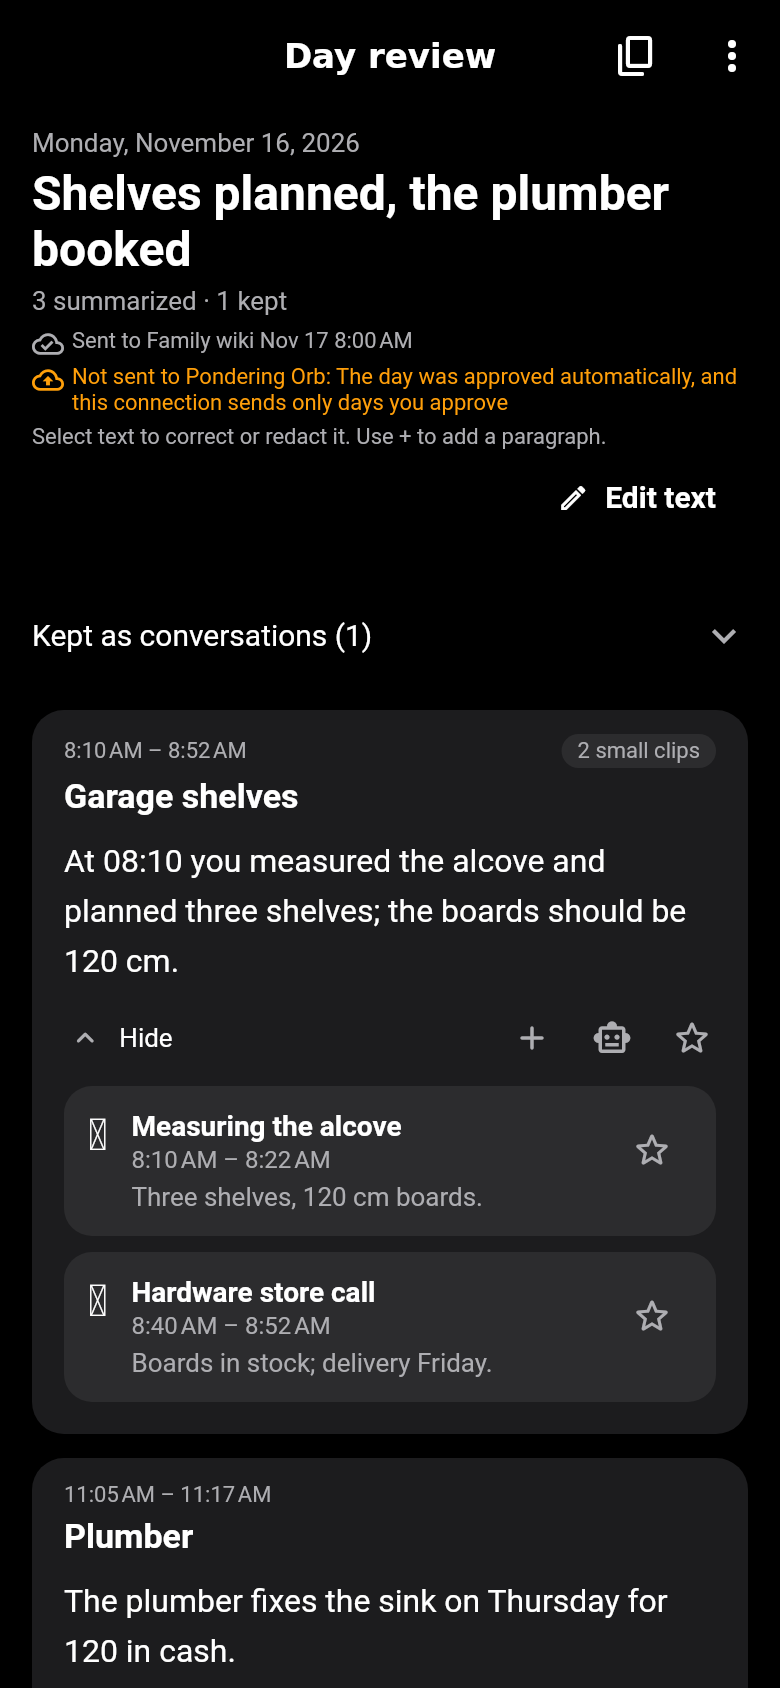 Day review
Monday, November 16, 2026
Shelves planned, the plumber
booked
3 summarized · 1 kept
Sent to Family wiki Nov 17 8:00 AM
Not sent to Pondering Orb: The day was approved automatically, and
this connection sends only days you approve
Select text to correct or redact it. Use + to add a paragraph.
Edit text
Kept as conversations (1)
8:10 AM – 8:52 AM
2 small clips
Garage shelves
At 08:10 you measured the alcove and
planned three shelves; the boards should be
120 cm.
Hide
Measuring the alcove
8:10 AM – 8:22 AM
Three shelves, 120 cm boards.
Hardware store call
8:40 AM – 8:52 AM
Boards in stock; delivery Friday.
11:05 AM – 11:17 AM
Plumber
The plumber fixes the sink on Thursday for
120 in cash.